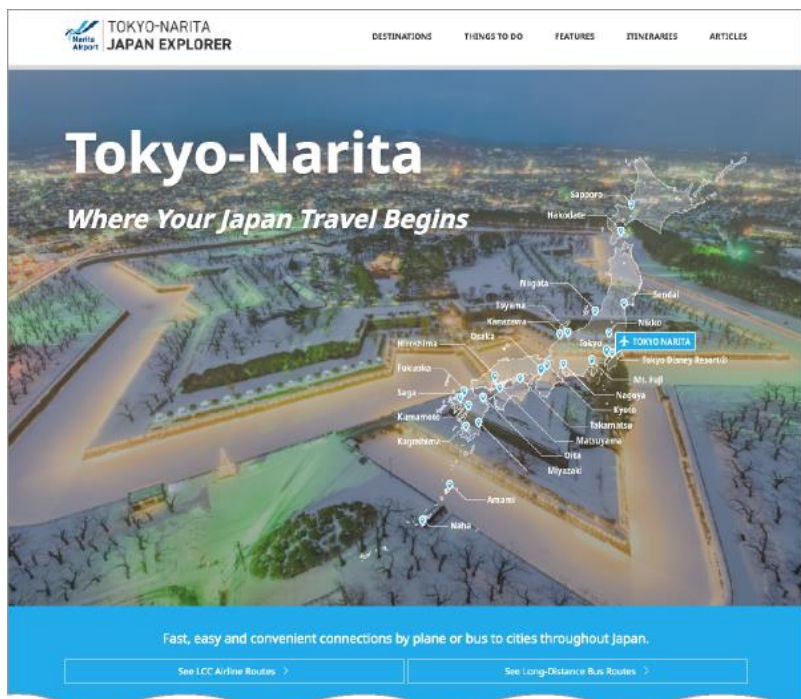 Narita
Airport
TOKYO-NARITA
JAPAN EXPLORER
DESTINATIONS
THINGS TO DO
FEATURES
ITINERARIES
ARTICLES
Tokyo-Narita
Where Your Japan Travel Begins
Sapporo
Hakodate
Niigata
Sendai
Toyama
Kanazawa
Nikko
Osaka
Tokyo
TOKYO NARITA
Hiroshima
Tokyo Disney Resort®
Fukuoka
Mt. Fuji
Saga
Nagoya
Kyoto
Kumamoto
Takamatsu
Kagoshima
Matsuyama
Oita
Miyazaki
Amami
Naha
Fast, easy and convenient connections by plane or bus to cities throughout Japan.
See LCC Airline Routes >
See Long-Distance Bus Routes >